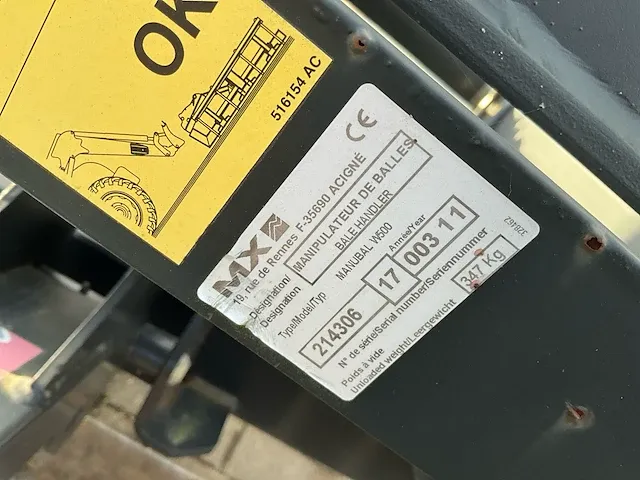 OK
516154 AC
CE
MX
19, rue de Rennes F-35690 ACIGNÉ
Désignation/
Designation
MANIPULATEUR DE BALLES
BALE HANDLER
Type/Model/Typ
MANUBAL W500
Année/Year
214306 17 003 11
N° de série/Serial number/Seriennummer
Poids à vide
Unloaded weight/Leergewicht
347 Kg